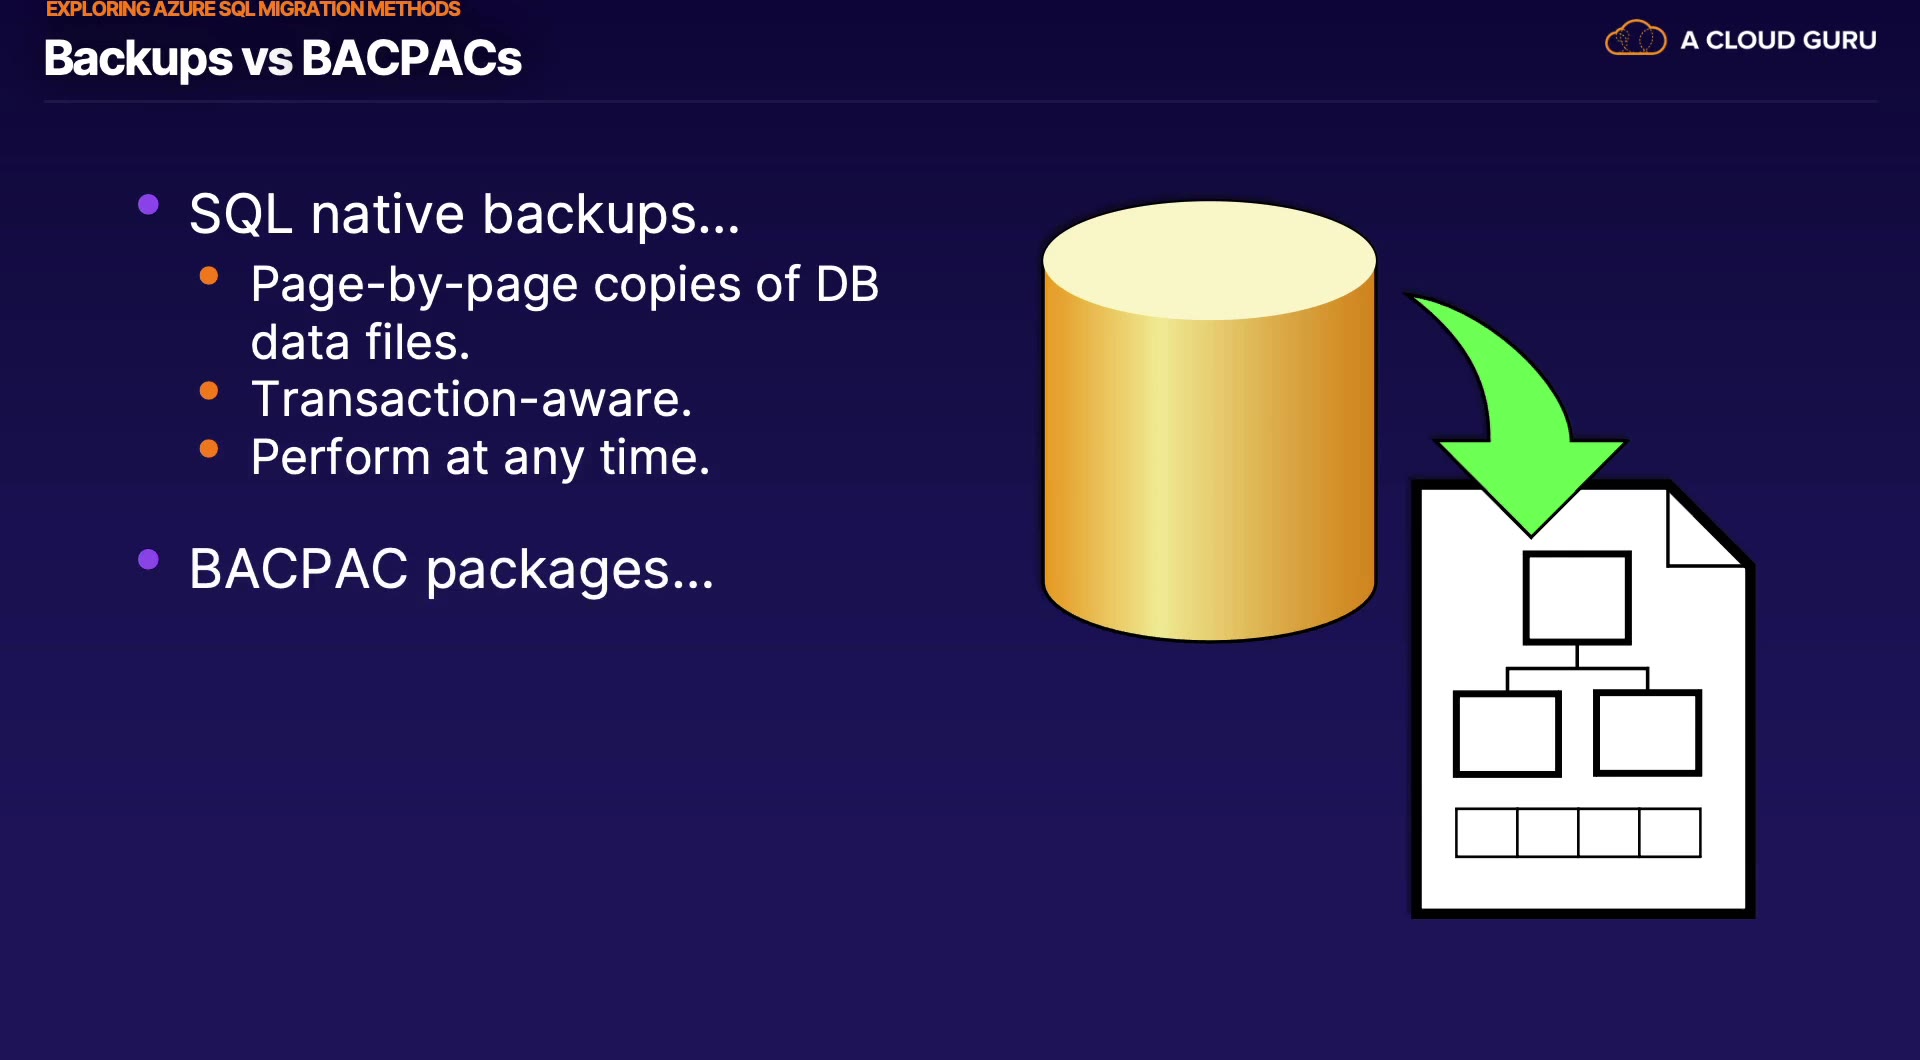 EXPLORING AZURE SQL MIGRATION METHODS
Backups vs BACPACs
A CLOUD GURU
SQL native backups...
Page-by-page copies of DB
data files.
Transaction-aware.
Perform at any time.
BACPAC packages...